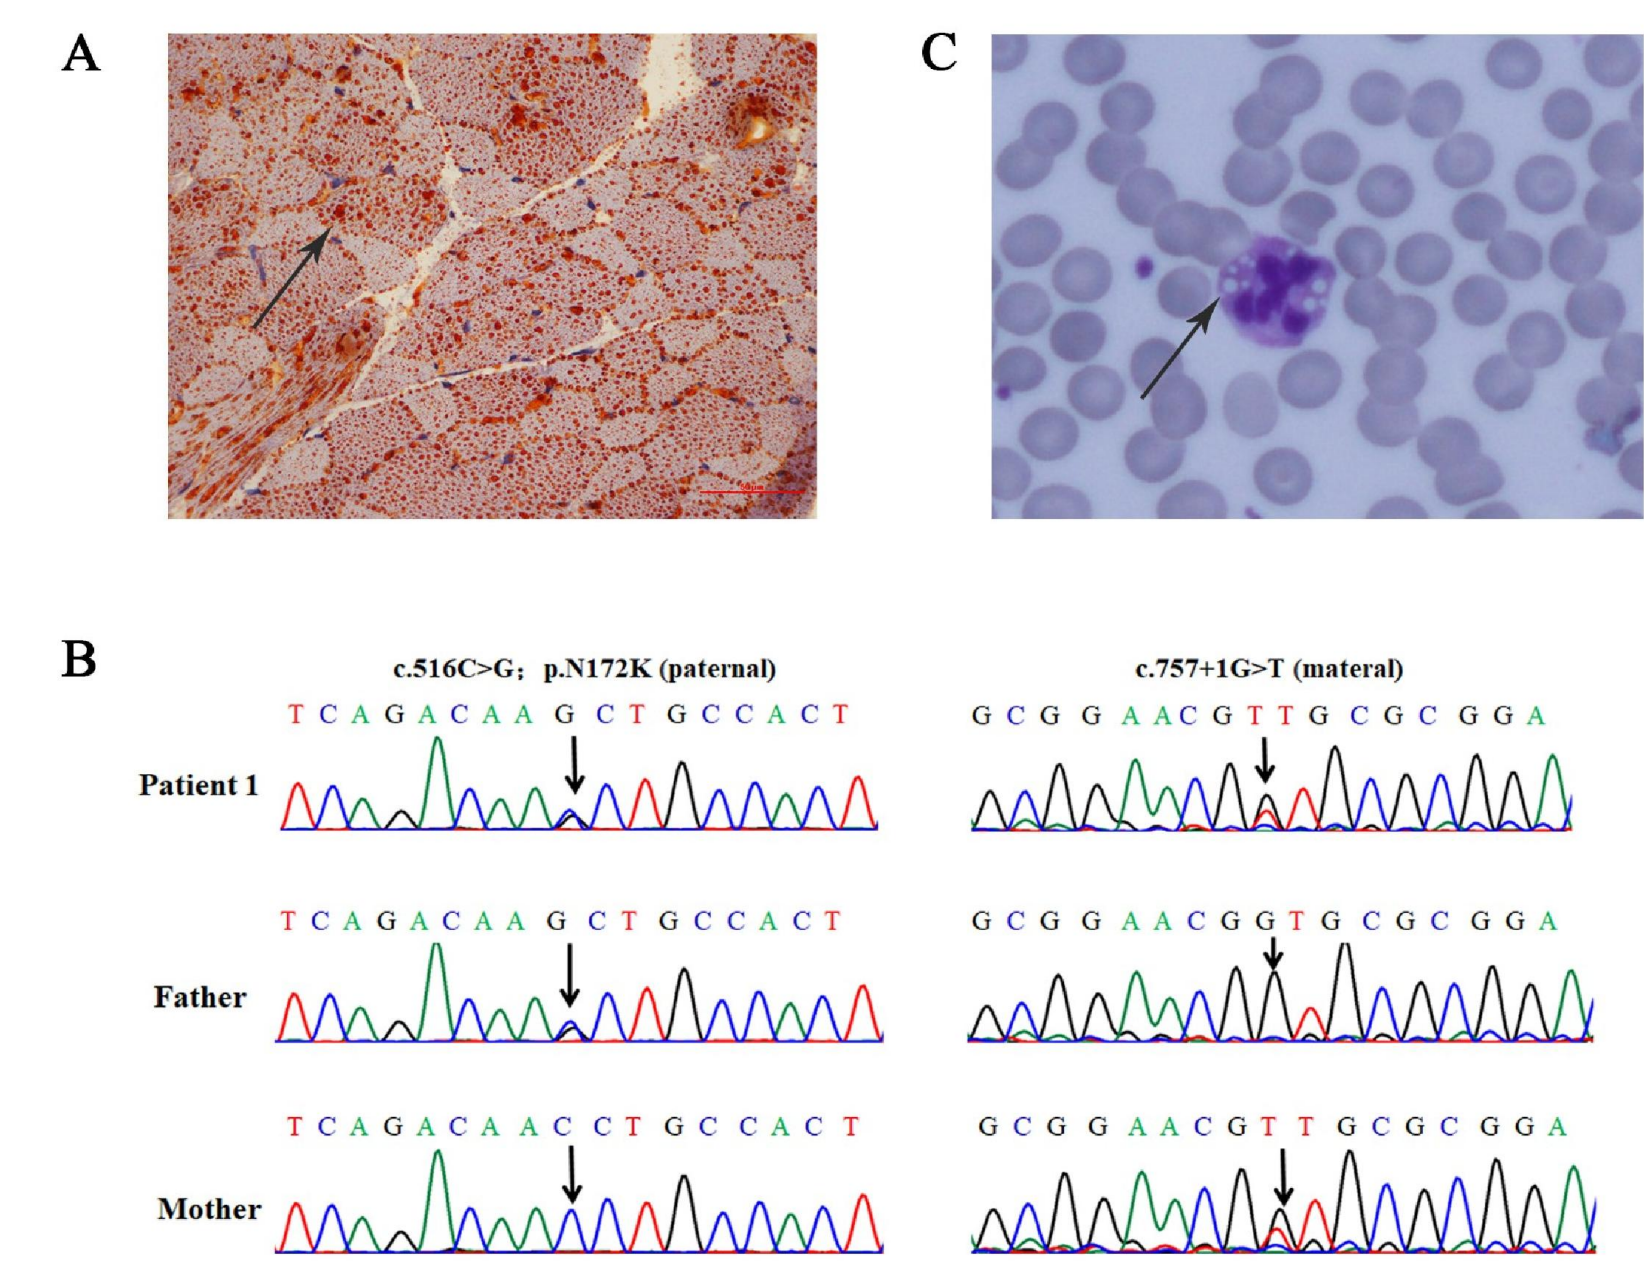 A
C
B
c.516C>G; p.N172K (paternal)
c.757+1G>T (materal)
T C A G A C A A G C T G C C A C T
G C G G A A C G T T G C G C G G A
Patient 1
T C A G A C A A G C T G C C A C T
G C G G A A C G G T G C G C G G A
Father
T C A G A C A A C C T G C C A C T
G C G G A A C G T T G C G C G G A
Mother